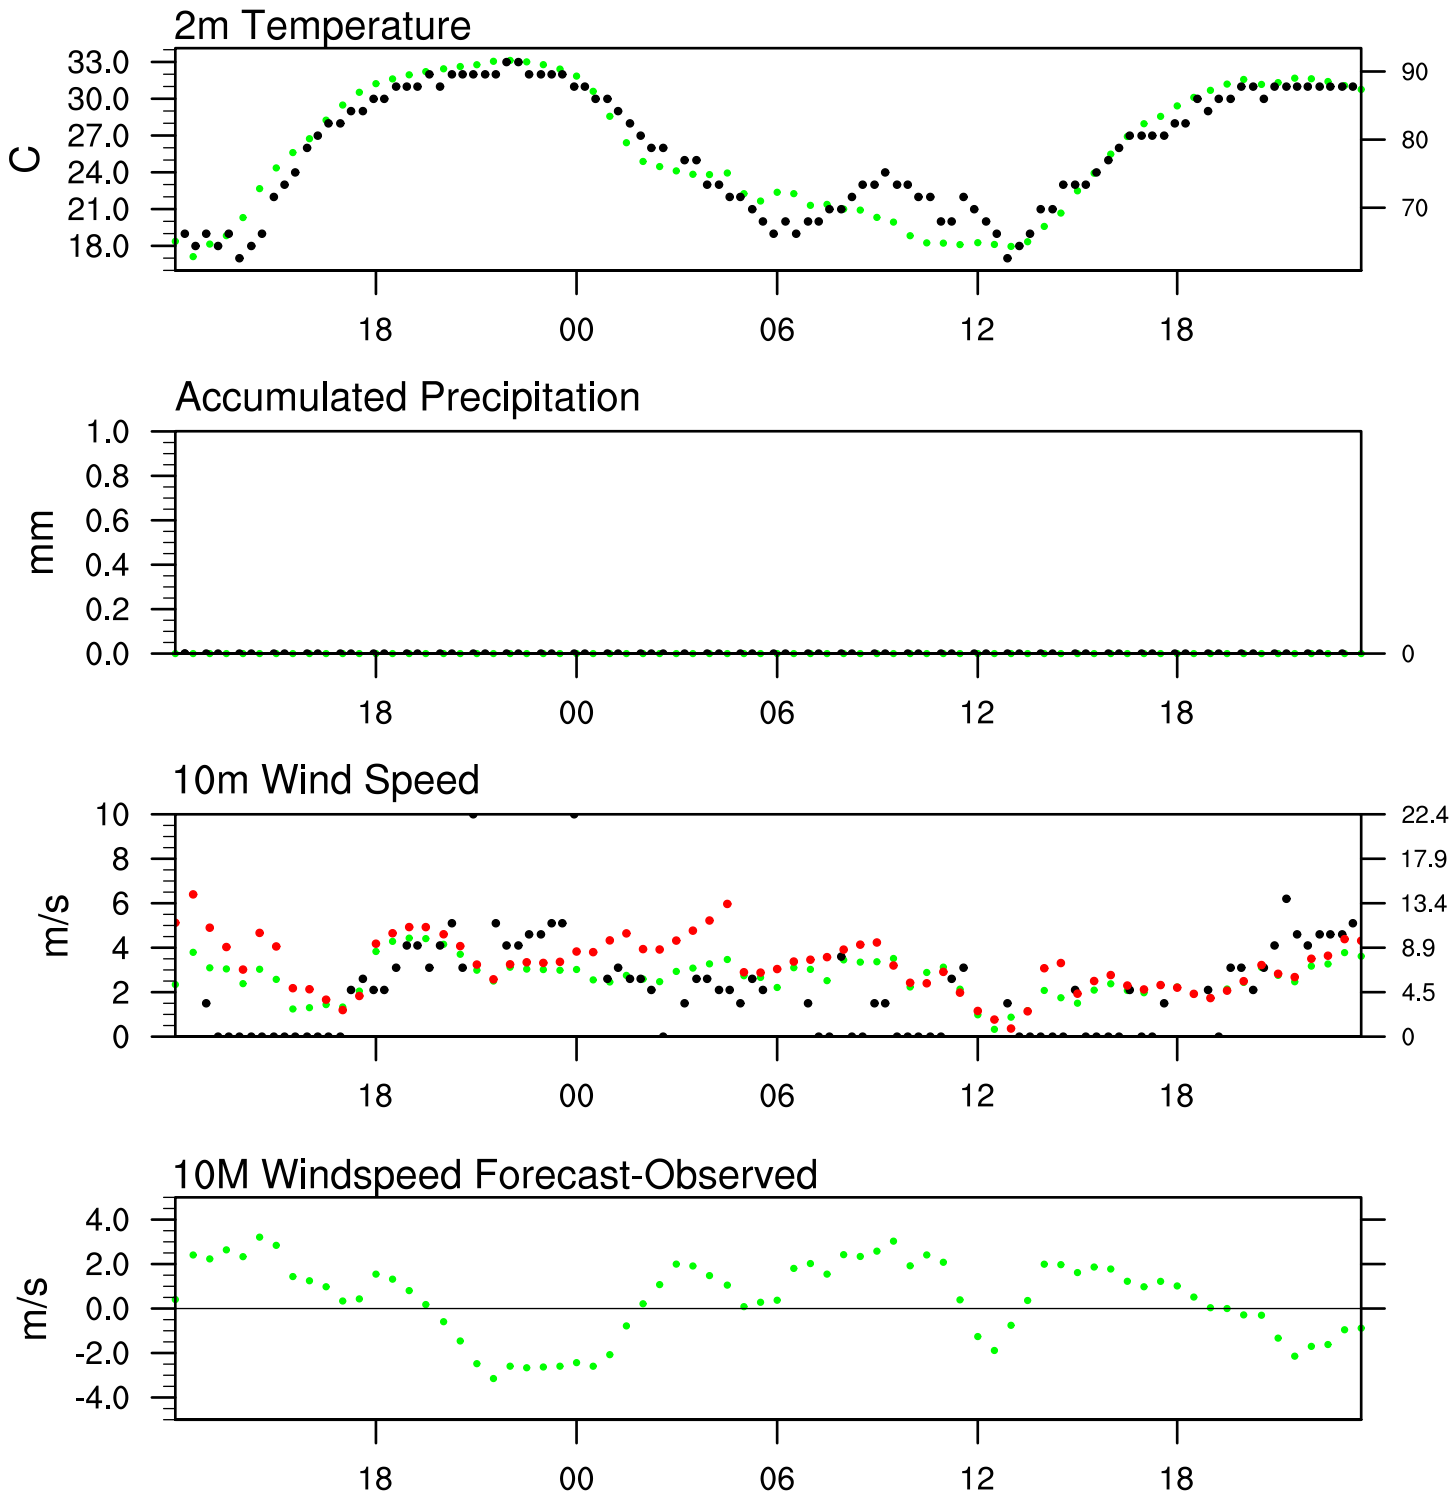 2m Temperature
33.0
30.0
27.0
24.0
21.0
18.0
C
90
80
70
18 00 06 12 18
Accumulated Precipitation
1.0
0.8
0.6
0.4
0.2
0.0
mm
0
18 00 06 12 18
10m Wind Speed
10
8
6
4
2
0
m/s
22.4
17.9
13.4
8.9
4.5
0
18 00 06 12 18
10M Windspeed Forecast-Observed
4.0
2.0
0.0
-2.0
-4.0
m/s
18 00 06 12 18